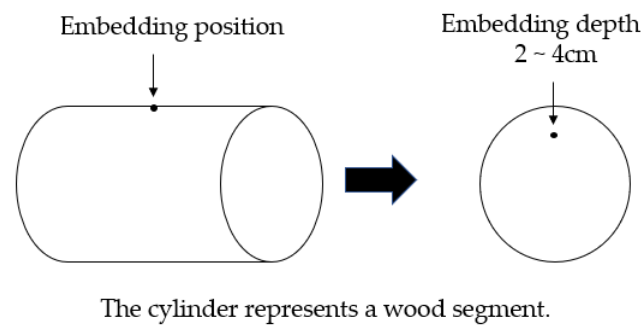 Embedding position
Embedding depth
2 ~ 4cm
The cylinder represents a wood segment.